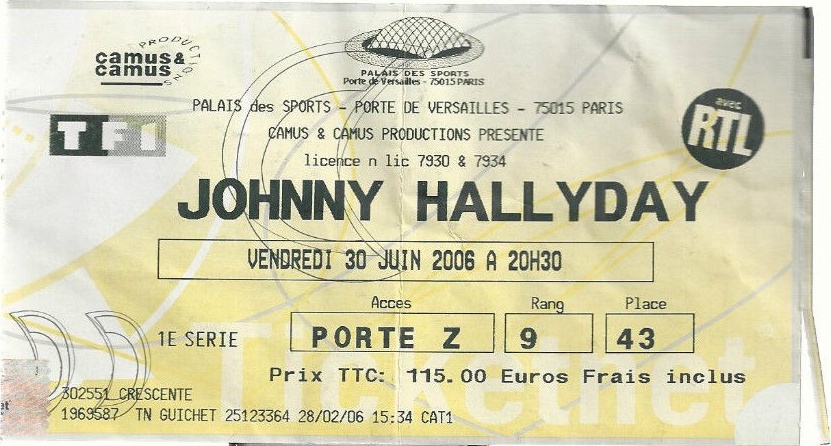 camus&
camus
PRODUCTIONS
PALAIS DES SPORTS
Porte de Versailles - 75015 PARIS
TF1
avec
RTL
PALAIS des SPORTS - PORTE DE VERSAILLES - 75015 PARIS
CAMUS & CAMUS PRODUCTIONS PRESENTE
licence n lic 7930 & 7934
JOHNNY HALLYDAY
VENDREDI 30 JUIN 2006 A 20H30
Acces Rang Place
1E SERIE PORTE Z 9 43
Ticketnet
Prix TTC: 115.00 Euros Frais inclus
302551 CRESCENTE
1969587 TN GUICHET 25123364 28/02/06 15:34 CAT1